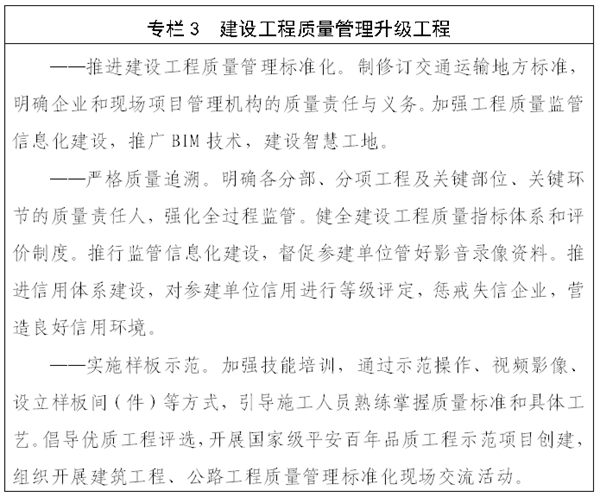 专栏 3　建设工程质量管理升级工程
——推进建设工程质量管理标准化。制修订交通运输地方标准，
明确企业和现场项目管理机构的质量责任与义务。加强工程质量监管
信息化建设，推广 BIM 技术，建设智慧工地。
——严格质量追溯。明确各分部、分项工程及关键部位、关键环
节的质量责任人，强化全过程监管。健全建设工程质量指标体系和评
价制度。推行监管信息化建设，督促参建单位管好影音录像资料。推
进信用体系建设，对参建单位信用进行等级评定，惩戒失信企业，营
造良好信用环境。
——实施样板示范。加强技能培训，通过示范操作、视频影像、
设立样板间（件）等方式，引导施工人员熟练掌握质量标准和具体工
艺。倡导优质工程评选，开展国家级平安百年品质工程示范项目创建，
组织开展建筑工程、公路工程质量管理标准化现场交流活动。